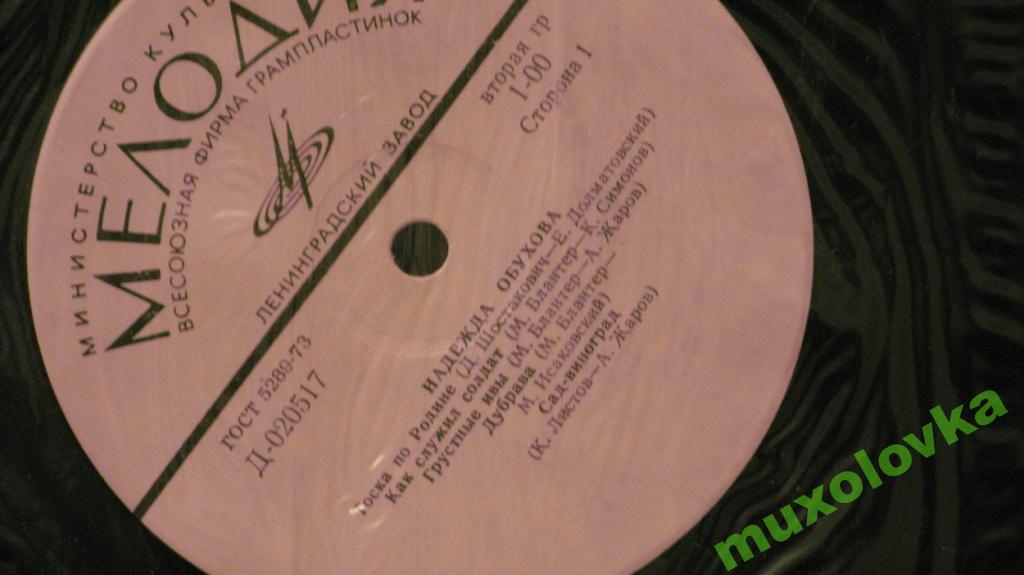 МИНИСТЕРСТВО КУЛЬ
МЕЛОДИЯ
ВСЕСОЮЗНАЯ ФИРМА ГРАМПЛАСТИНОК
ЛЕНИНГРАДСКИЙ ЗАВОД
ГОСТ 5289-73
Д-020517
вторая гр
1-00
Сторона 1
НАДЕЖДА ОБУХОВА
Тоска по Родине (Д. Шостакович—Е. Долматовский)
Как служил солдат (М. Блантер—К. Симонов)
Грустные ивы (М. Блантер—А. Жаров)
Дубрава (М. Блантер—
М. Исаковский)
Сад-виноград
(К. Листов—А. Жаров)
muxolovka